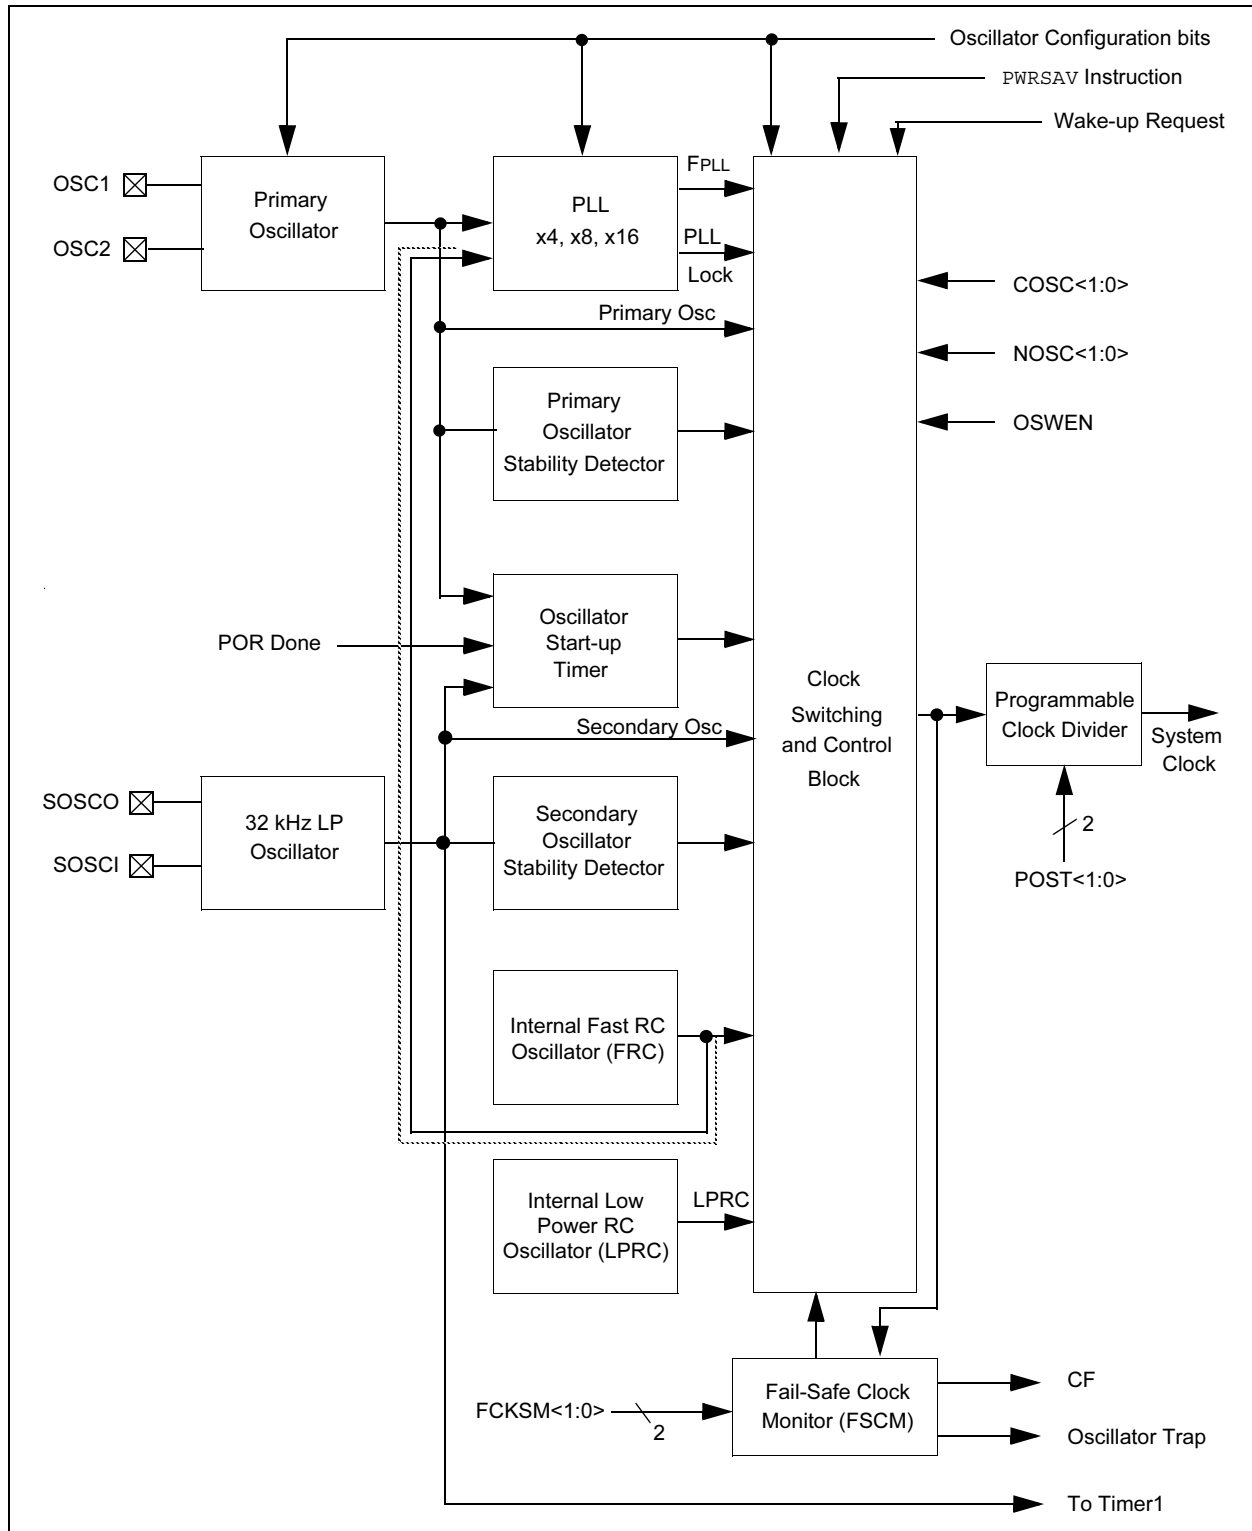 Oscillator Configuration bits
PWRSAV Instruction
Wake-up Request
OSC1
OSC2
Primary
Oscillator
PLL
x4, x8, x16
FPLL
PLL
Lock
COSC<1:0>
NOSC<1:0>
OSWEN
Primary Osc
Primary
Oscillator
Stability Detector
POR Done
Oscillator
Start-up
Timer
Clock
Switching
and Control
Block
Programmable
Clock Divider
System
Clock
2
POST<1:0>
Secondary Osc
SOSCO
SOSCI
32 kHz LP
Oscillator
Secondary
Oscillator
Stability Detector
Internal Fast RC
Oscillator (FRC)
Internal Low
Power RC
Oscillator (LPRC)
LPRC
FCKSM<1:0>
2
Fail-Safe Clock
Monitor (FSCM)
CF
Oscillator Trap
To Timer1